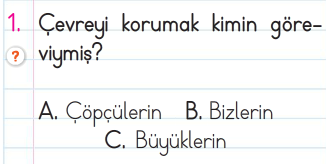 1. Çevreyi korumak kimin göre-
? viymiş?
A. Çöpçülerin B. Bizlerin
C. Büyüklerin